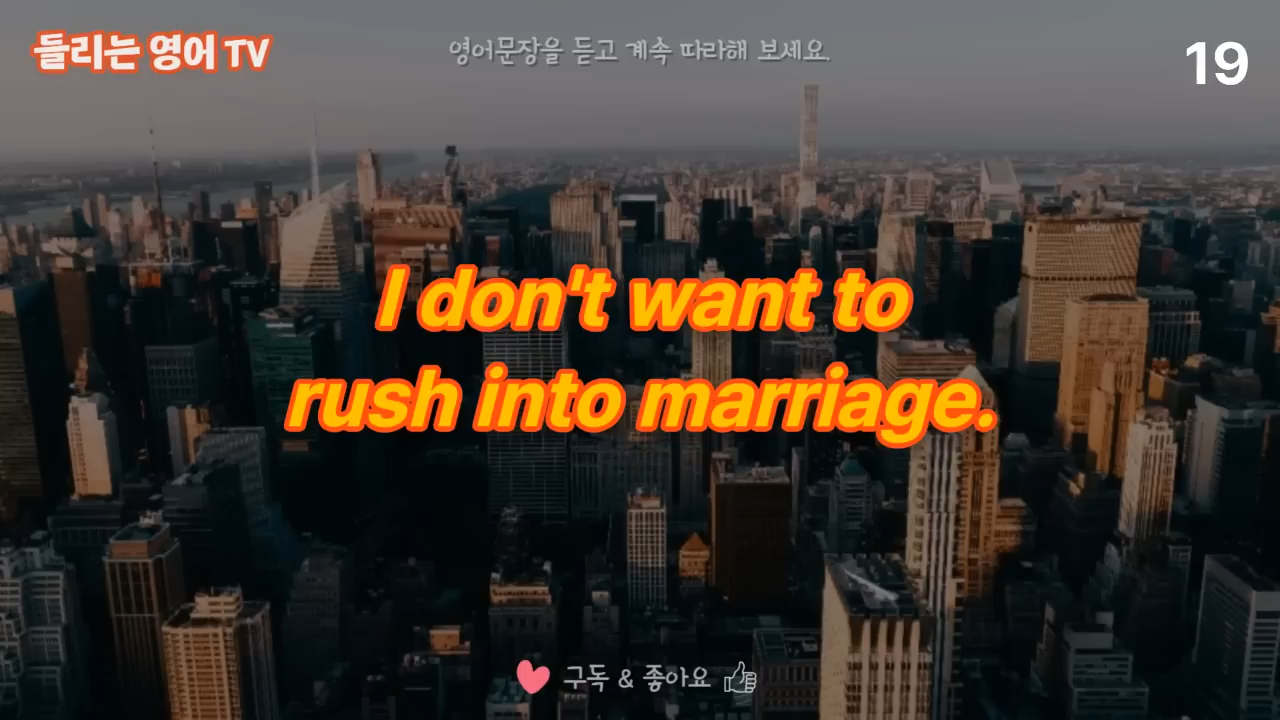 들리는 영어 TV
영어문장을 듣고 계속 따라해 보세요.
19
I don't want to
rush into marriage.
구독 & 좋아요